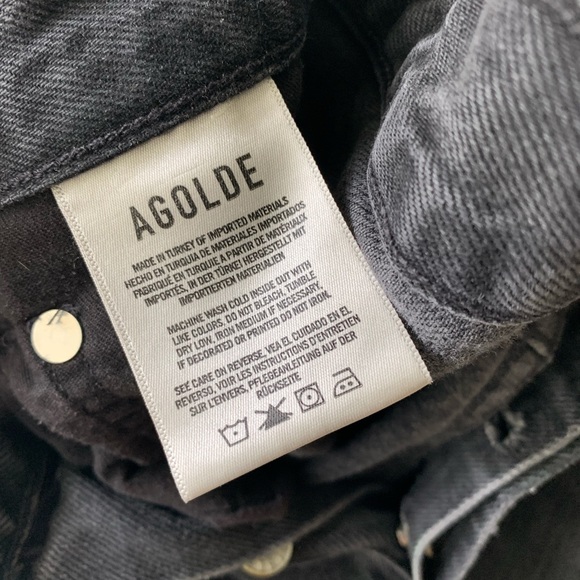 AGOLDE
MADE IN TURKEY OF IMPORTED MATERIALS
HECHO EN TURQUIA DE MATERIALES IMPORTADOS
FABRIQUÉ EN TURQUIE A PARTIR DE MATÉRIAUX
IMPORTÉS, IN DER TÜRKEI HERGESTELLT MIT
IMPORTIERTEN MATERIALIEN
MACHINE WASH COLD INSIDE OUT WITH
LIKE COLORS. DO NOT BLEACH. TUMBLE
DRY LOW. IRON MEDIUM IF NECESSARY.
IF DECORATED OR PRINTED DO NOT IRON.
SEE CARE ON REVERSE. VEA EL CUIDADO EN EL
REVERSO. VOIR LES INSTRUCTIONS D'ENTRETIEN
SUR L'ENVERS. PFLEGEANLEITUNG AUF DER
RÜCKSEITE